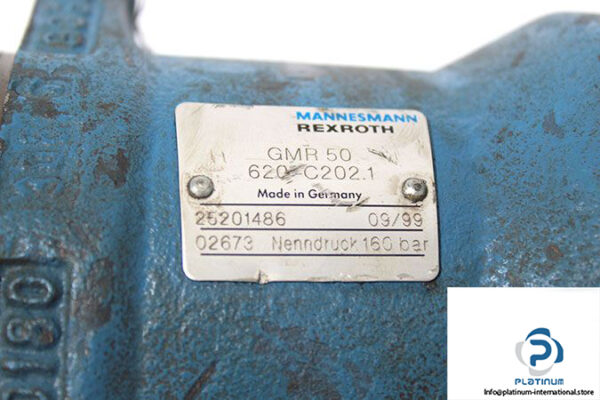 MANNESMANN
REXROTH
H GMR 50
C202.1
Made in Germany
25201486 09/99
02673 Nenndruck 160 bar
PLATINUM
info@platinum-international.store